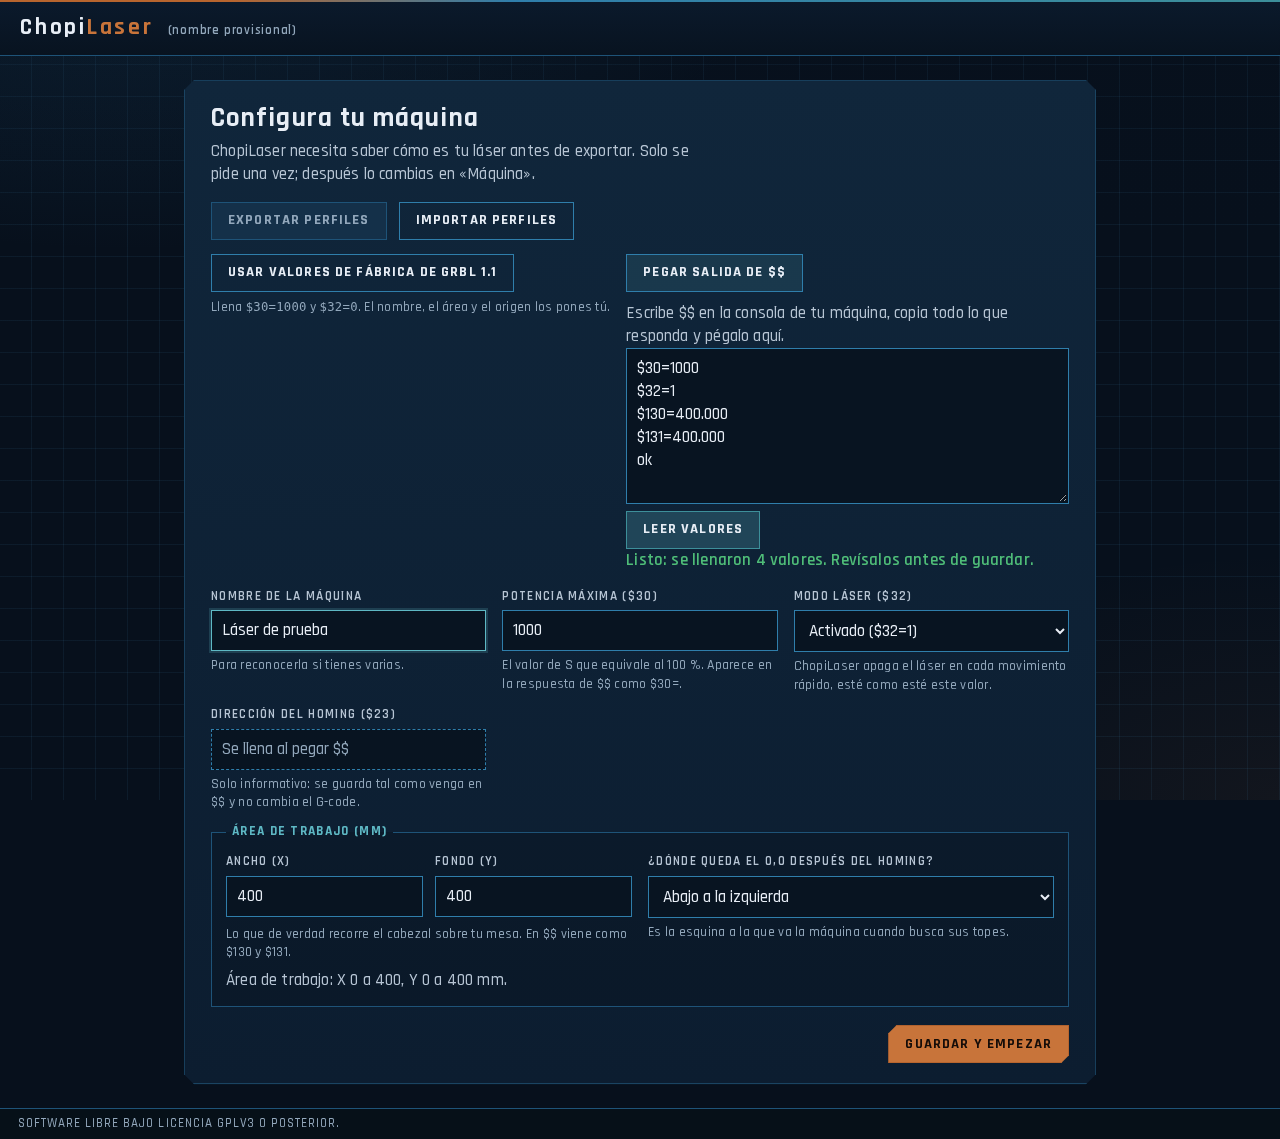 ChopiLaser (nombre provisional)
Configura tu máquina
ChopiLaser necesita saber cómo es tu láser antes de exportar. Solo se
pide una vez; después lo cambias en «Máquina».
EXPORTAR PERFILES IMPORTAR PERFILES
USAR VALORES DE FÁBRICA DE GRBL 1.1
Llena $30=1000 y $32=0. El nombre, el área y el origen los pones tú.
PEGAR SALIDA DE $$
Escribe $$ en la consola de tu máquina, copia todo lo que
responda y pégalo aquí.
$30=1000
$32=1
$130=400.000
$131=400.000
ok
LEER VALORES
Listo: se llenaron 4 valores. Revísalos antes de guardar.
NOMBRE DE LA MÁQUINA
Láser de prueba
Para reconocerla si tienes varias.
POTENCIA MÁXIMA ($30)
1000
El valor de S que equivale al 100 %. Aparece en
la respuesta de $$ como $30=.
MODO LÁSER ($32)
Activado ($32=1)
ChopiLaser apaga el láser en cada movimiento
rápido, esté como esté este valor.
DIRECCIÓN DEL HOMING ($23)
Se llena al pegar $$
Solo informativo: se guarda tal como venga en
$$ y no cambia el G-code.
ÁREA DE TRABAJO (MM)
ANCHO (X)
400
FONDO (Y)
400
Lo que de verdad recorre el cabezal sobre tu mesa. En $$ viene como
$130 y $131.
¿DÓNDE QUEDA EL 0,0 DESPUÉS DEL HOMING?
Abajo a la izquierda
Es la esquina a la que va la máquina cuando busca sus topes.
Área de trabajo: X 0 a 400, Y 0 a 400 mm.
GUARDAR Y EMPEZAR
SOFTWARE LIBRE BAJO LICENCIA GPLV3 O POSTERIOR.